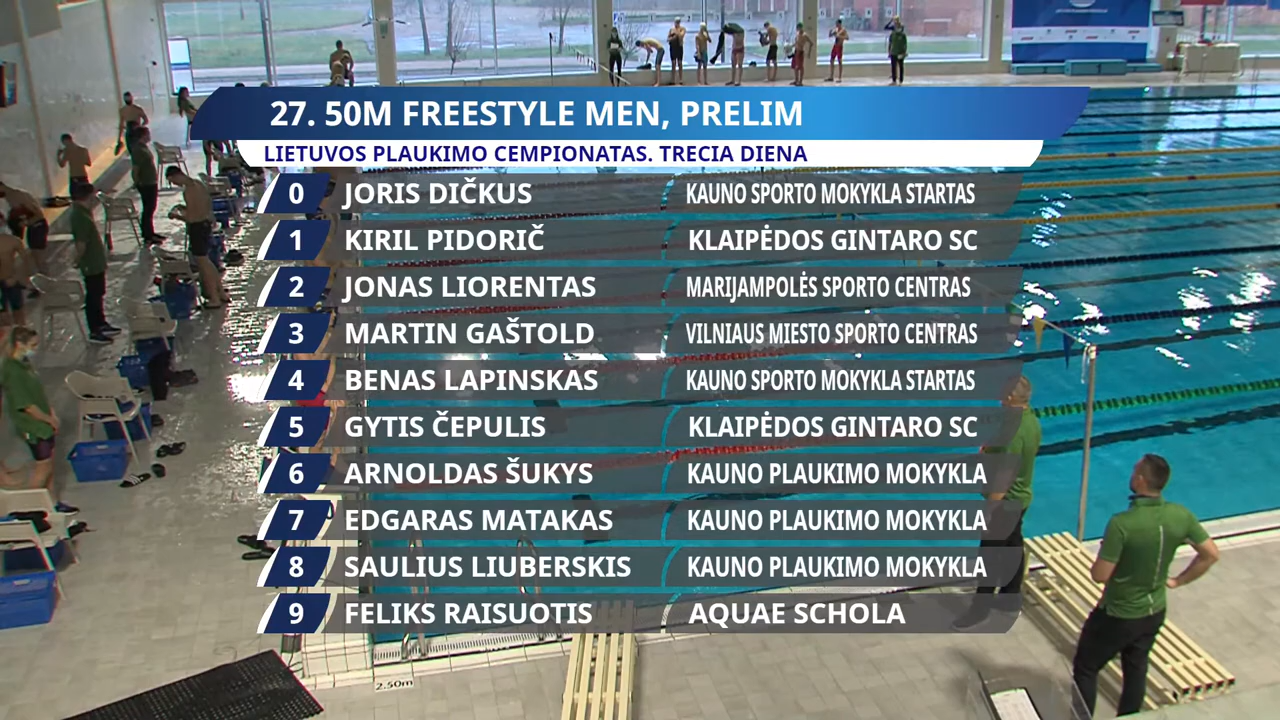 27. 50M FREESTYLE MEN, PRELIM
LIETUVOS PLAUKIMO CEMPIONATAS. TRECIA DIENA
0 JORIS DIČKUS KAUNO SPORTO MOKYKLA STARTAS
1 KIRIL PIDORIČ KLAIPĖDOS GINTARO SC
2 JONAS LIORENTAS MARIJAMPOLĖS SPORTO CENTRAS
3 MARTIN GAŠTOLD VILNIAUS MIESTO SPORTO CENTRAS
4 BENAS LAPINSKAS KAUNO SPORTO MOKYKLA STARTAS
5 GYTIS ČEPULIS KLAIPĖDOS GINTARO SC
6 ARNOLDAS ŠUKYS KAUNO PLAUKIMO MOKYKLA
7 EDGARAS MATAKAS KAUNO PLAUKIMO MOKYKLA
8 SAULIUS LIUBERSKIS KAUNO PLAUKIMO MOKYKLA
9 FELIKS RAISUOTIS AQUAE SCHOLA
2.50m